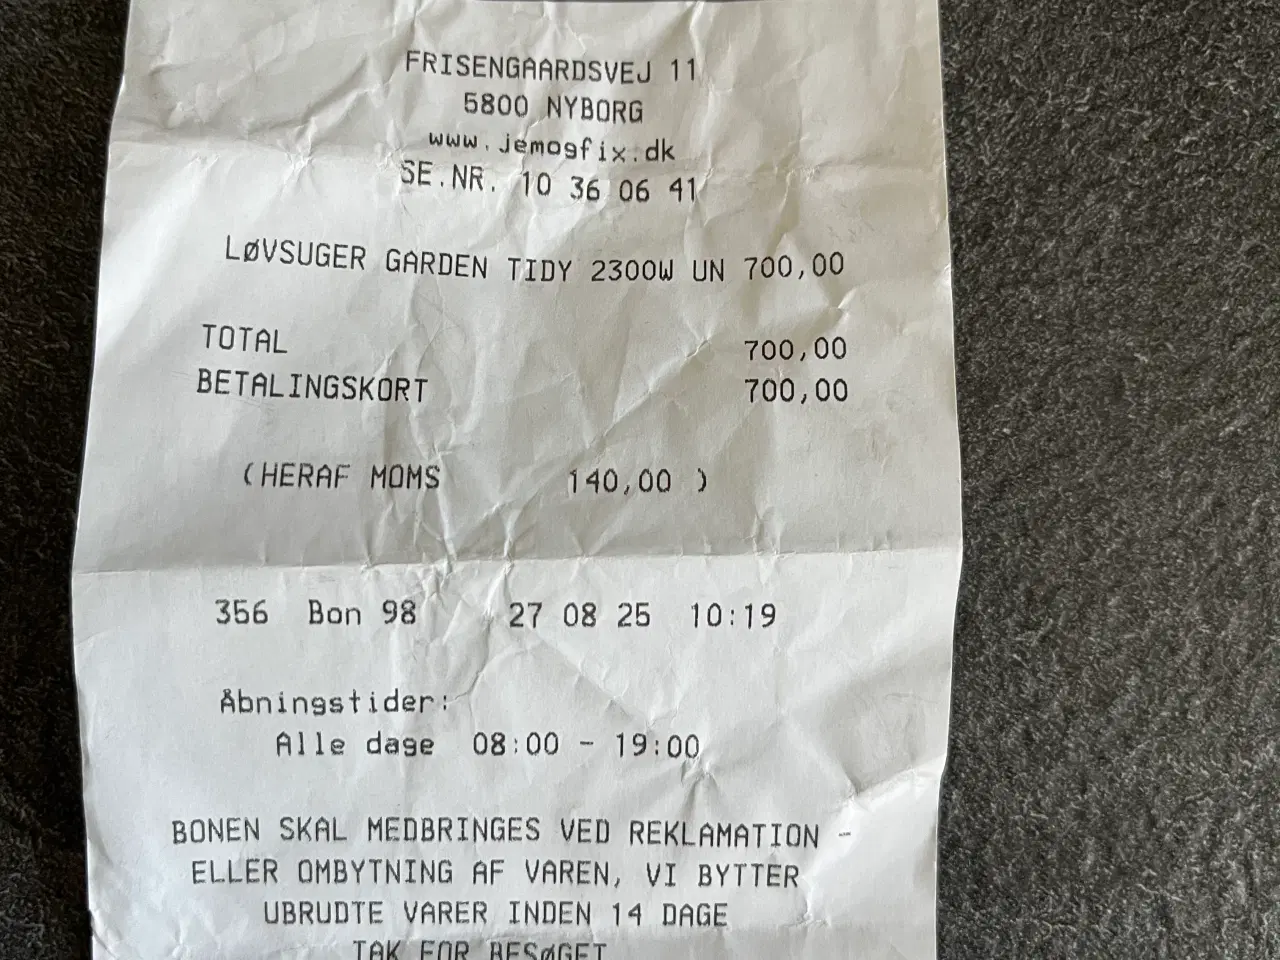 FRISENGAARDSVEJ 11
5800 NYBORG
www.jemogfix.dk
SE.NR. 10 36 06 41
LØVSUGER GARDEN TIDY 2300W UN 700,00
TOTAL 700,00
BETALINGSKORT 700,00
(HERAF MOMS 140,00 )
356 Bon 98 27 08 25 10:19
Åbningstider:
Alle dage 08:00 - 19:00
BONEN SKAL MEDBRINGES VED REKLAMATION -
ELLER OMBYTNING AF VAREN, VI BYTTER
UBRUDTE VARER INDEN 14 DAGE
TAK FOR BESØGET